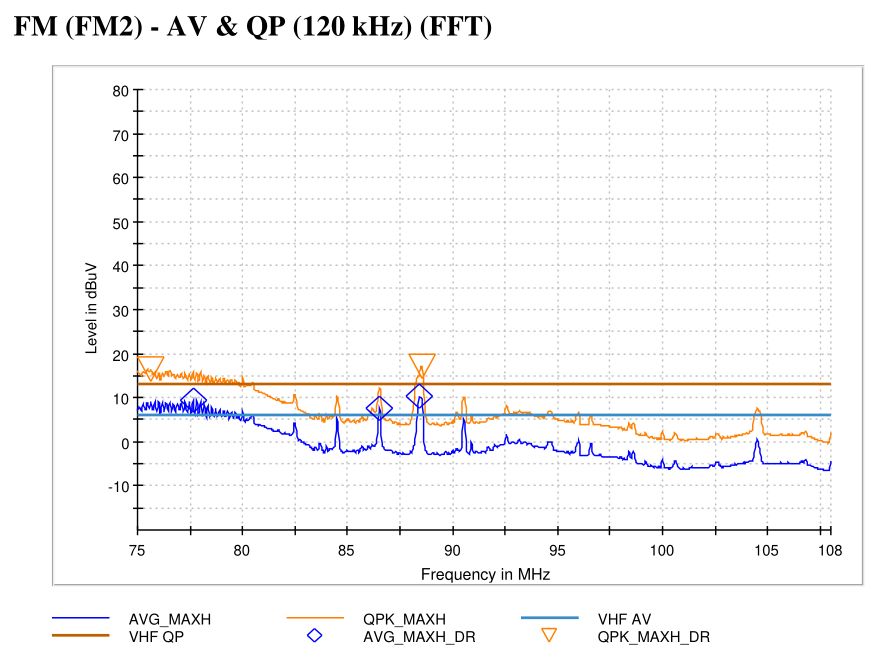 FM (FM2) - AV & QP (120 kHz) (FFT)
80
70
60
50
40
30
20
10
0
-10
Level in dBuV
75 80 85 90 95 100 105 108
Frequency in MHz
AVG_MAXH QPK_MAXH VHF AV
VHF QP AVG_MAXH_DR QPK_MAXH_DR